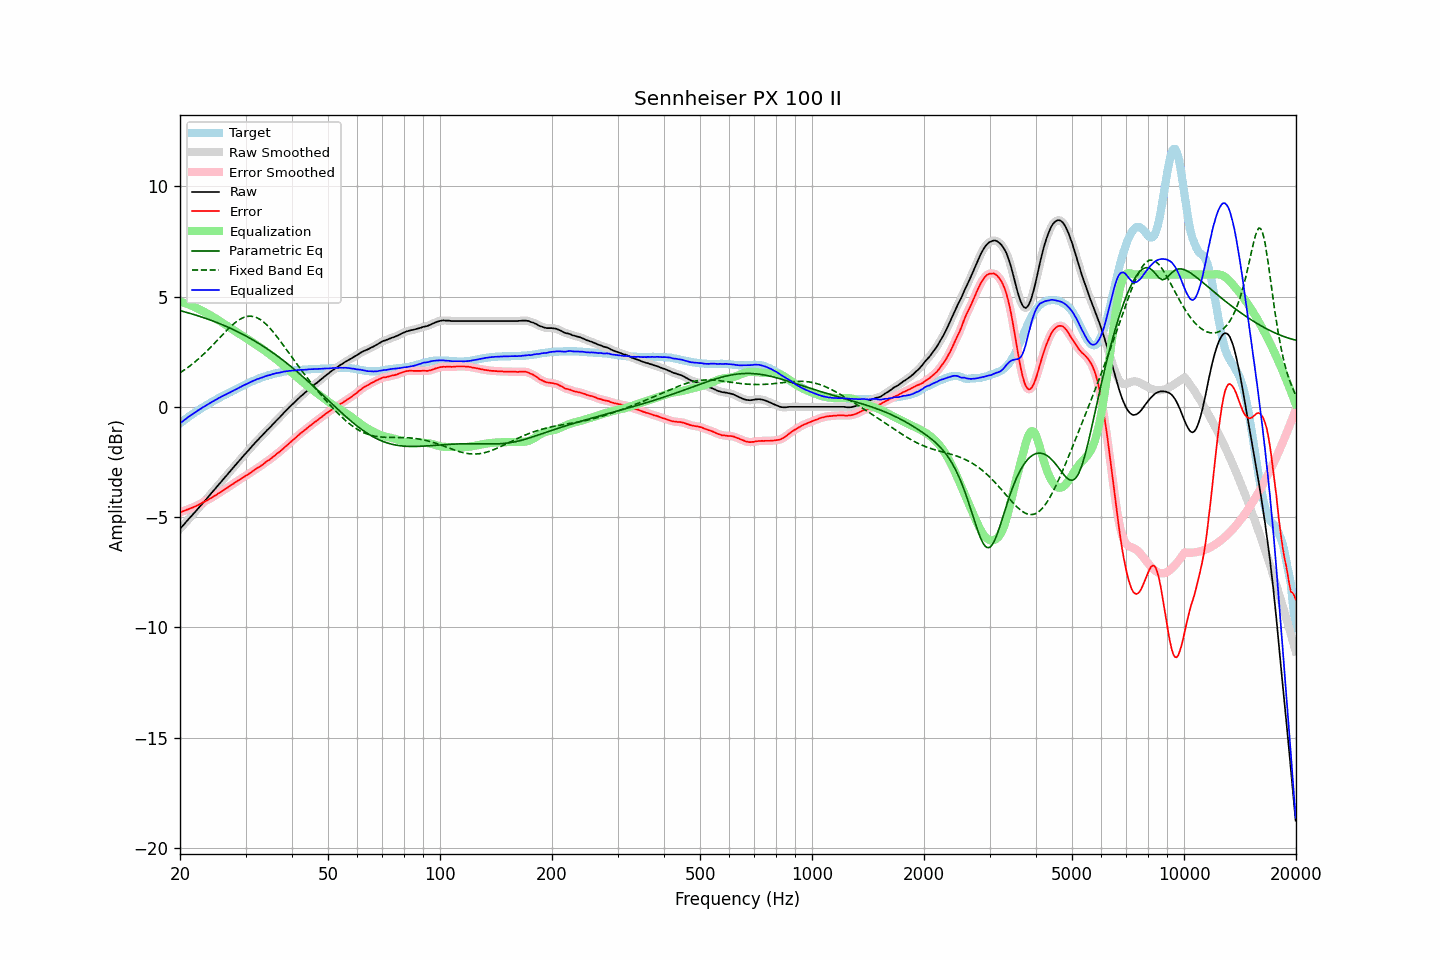 Sennheiser PX 100 II
Target
Raw Smoothed
Error Smoothed
Raw
Error
Equalization
Parametric Eq
Fixed Band Eq
Equalized
Amplitude (dBr)
10
5
0
−5
−10
−15
−20
20 50 100 200 500 1000 2000 5000 10000 20000
Frequency (Hz)